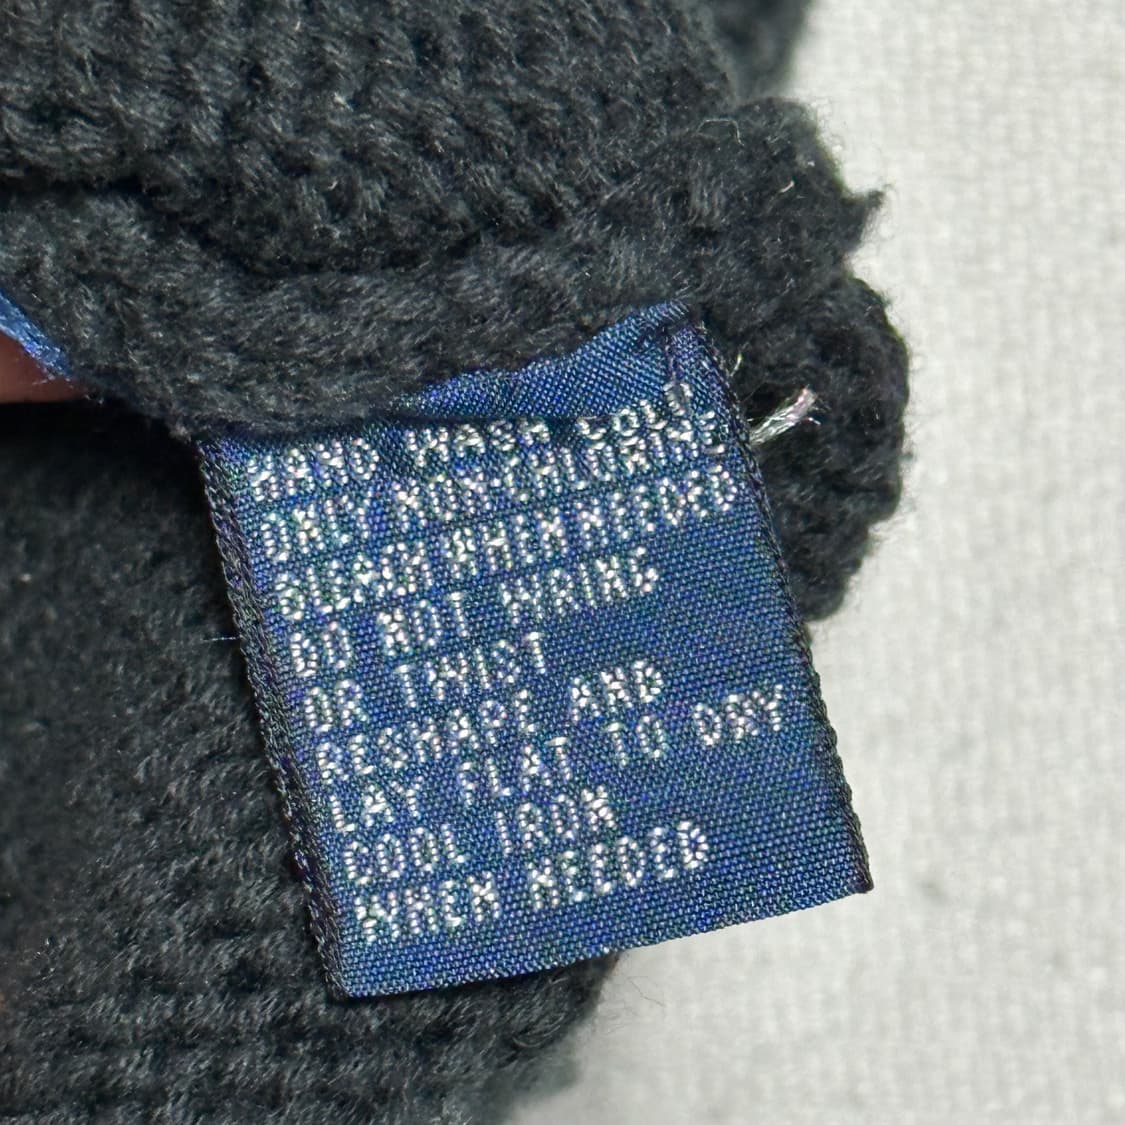 HAND WASH COLD
ONLY NON-CHLORINE
BLEACH WHEN NEEDED
DO NOT WRING
OR TWIST
RESHAPE AND
LAY FLAT TO DRY
COOL IRON
WHEN NEEDED